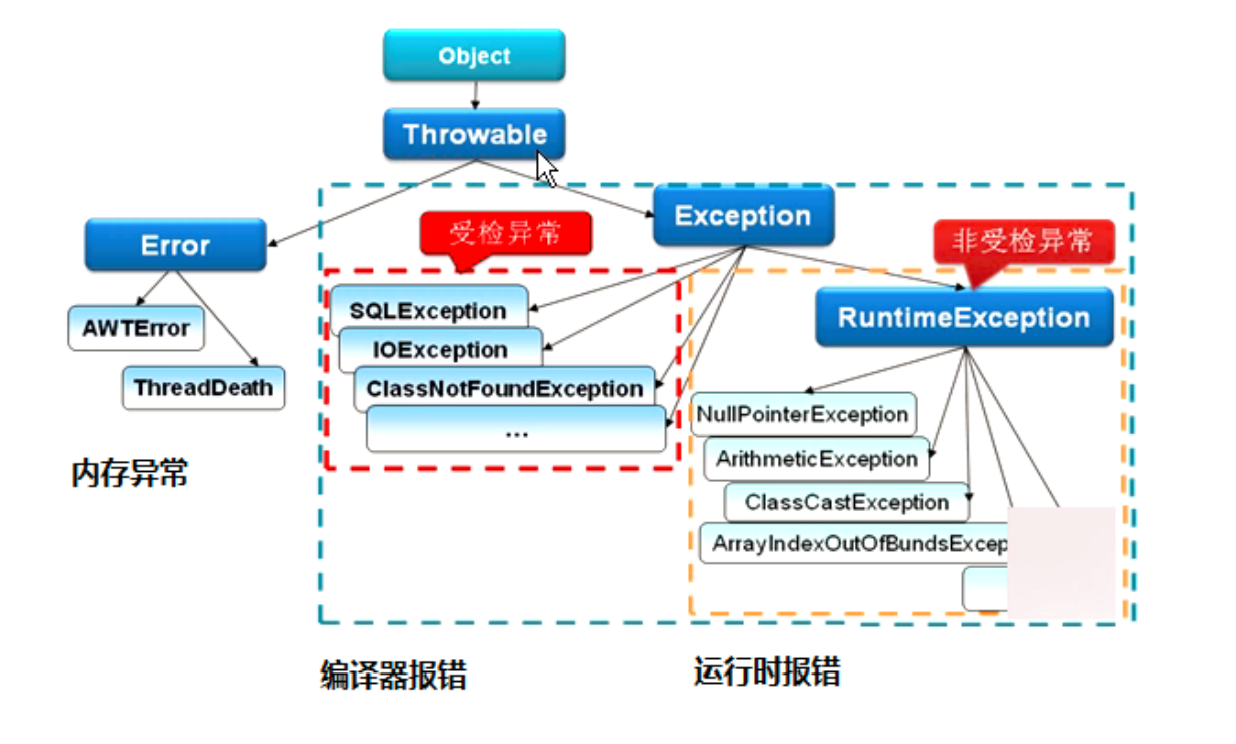 Object
Throwable
Exception
受检异常
非受检异常
Error
SQLException
RuntimeException
AWTError
IOException
ThreadDeath
ClassNotFoundException
...
NullPointerException
ArithmeticException
内存异常
ClassCastException
ArrayIndexOutOfBundsExcep
编译器报错
运行时报错